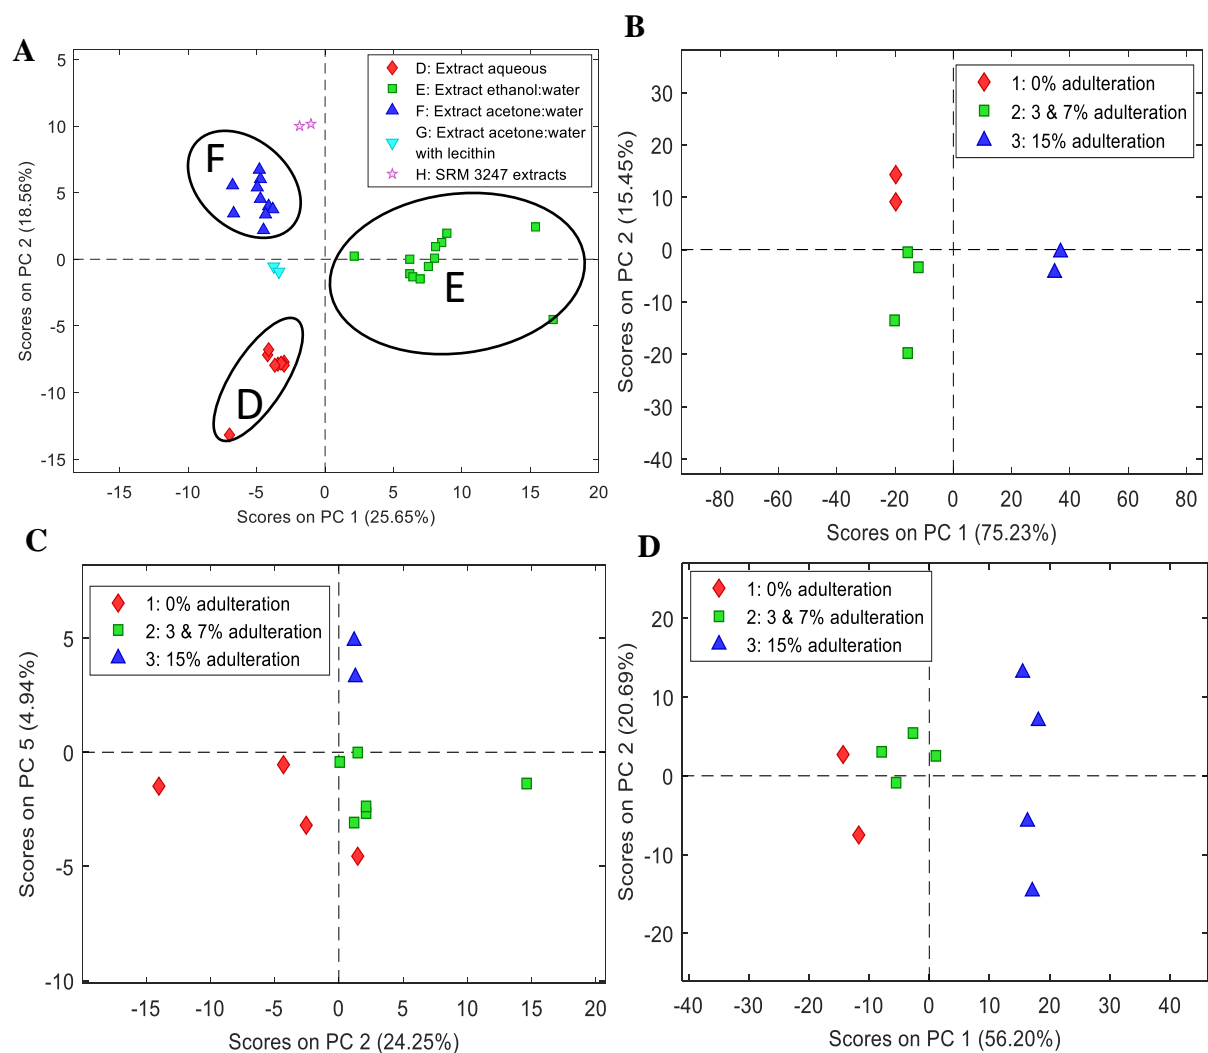 A
5
0
-5
-10
-15
10
5
-15
-10
-5
0
5
10
15
20
Scores on PC 1 (25.65%)
Scores on PC 2 (18.56%)
D: Extract aqueous
E: Extract ethanol:water
F: Extract acetone:water
G: Extract acetone:water
with lecithin
H: SRM 3247 extracts
F
E
D
B
30
20
10
0
-10
-20
-30
-40
-80
-60
-40
-20
0
20
40
60
80
Scores on PC 1 (75.23%)
Scores on PC 2 (15.45%)
1: 0% adulteration
2: 3 & 7% adulteration
3: 15% adulteration
C
5
0
-5
-10
-15
-10
-5
0
5
10
15
20
Scores on PC 2 (24.25%)
Scores on PC 5 (4.94%)
1: 0% adulteration
2: 3 & 7% adulteration
3: 15% adulteration
D
20
10
0
-10
-20
-40
-30
-20
-10
0
10
20
30
40
Scores on PC 1 (56.20%)
Scores on PC 2 (20.69%)
1: 0% adulteration
2: 3 & 7% adulteration
3: 15% adulteration